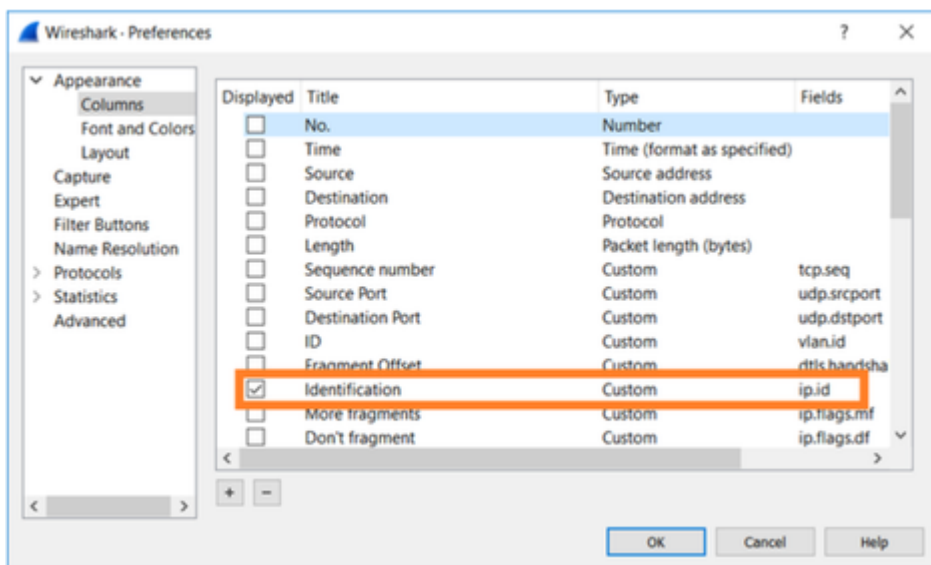 Wireshark · Preferences
Appearance
Columns
Font and Colors
Layout
Capture
Expert
Filter Buttons
Name Resolution
Protocols
Statistics
Advanced
Displayed Title Type Fields
No. Number
Time Time (format as specified)
Source Source address
Destination Destination address
Protocol Protocol
Length Packet length (bytes)
Sequence number Custom tcp.seq
Source Port Custom udp.srcport
Destination Port Custom udp.dstport
ID Custom vlan.id
Fragment Offset Custom dtls.handsha
Identification Custom ip.id
More fragments Custom ip.flags.mf
Don't fragment Custom ip.flags.df
OK Cancel Help